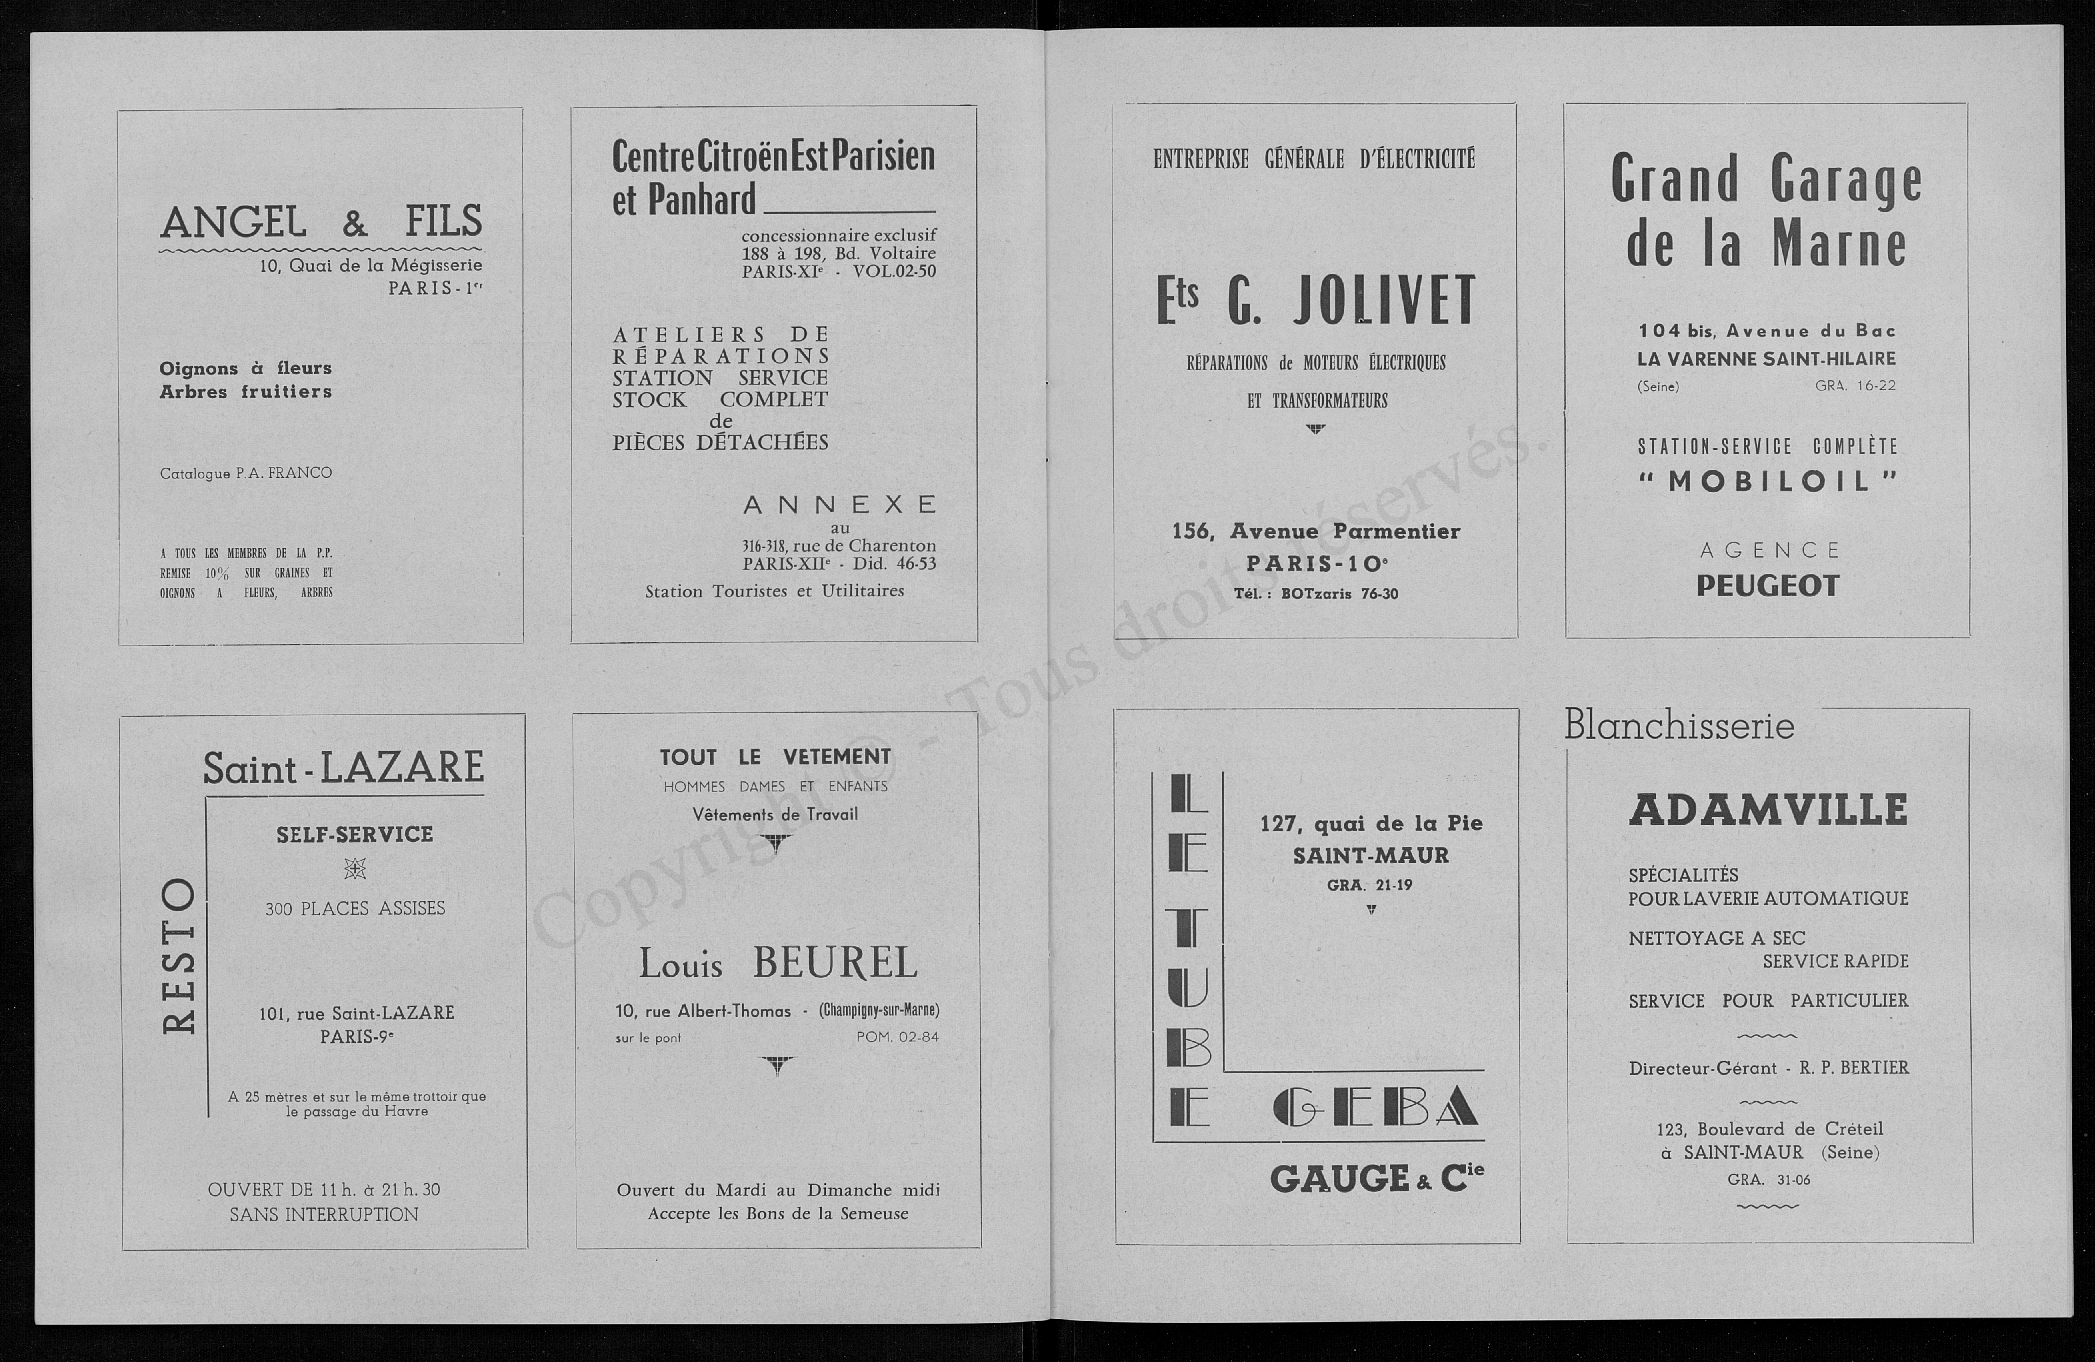 ANGEL & FILS
10, Quai de la Mégisserie
PARIS-1er
Oignons à fleurs
Arbres fruitiers
Catalogue P.A. FRANCO
A TOUS LES MEMBRES DE LA P.P.
REMISE 10% SUR GRAINES ET
OIGNONS A FLEURS, ARBRES
Centre Citroën Est Parisien
et Panhard
concessionnaire exclusif
188 à 198, Bd. Voltaire
PARIS-XIe - VOL.02-50
ATELIERS DE
RÉPARATIONS
STATION SERVICE
STOCK COMPLET
de
PIÈCES DÉTACHÉES
ANNEXE
au
316-318, rue de Charenton
PARIS-XIIe - Did. 46-53
Station Touristes et Utilitaires
Saint-LAZARE
RESTO
SELF-SERVICE
300 PLACES ASSISES
101, rue Saint-LAZARE
PARIS-9e
A 25 mètres et sur le même trottoir que
le passage du Havre
OUVERT DE 11 h. à 21 h. 30
SANS INTERRUPTION
TOUT LE VETEMENT
HOMMES DAMES ET ENFANTS
Vêtements de Travail
Louis BEUREL
10, rue Albert-Thomas - (Champigny-sur-Marne)
sur le pont POM. 02-84
Ouvert du Mardi au Dimanche midi
Accepte les Bons de la Semeuse
ENTREPRISE GÉNÉRALE D'ÉLECTRICITÉ
Ets G. JOLIVET
RÉPARATIONS de MOTEURS ÉLECTRIQUES
ET TRANSFORMATEURS
156, Avenue Parmentier
PARIS-10e
Tél. : BOTzaris 76-30
Grand Garage
de la Marne
104 bis, Avenue du Bac
LA VARENNE SAINT-HILAIRE
(Seine) GRA. 16-22
STATION-SERVICE COMPLÈTE
" MOBILOIL "
AGENCE
PEUGEOT
LE TUBE GEBA
127, quai de la Pie
SAINT-MAUR
GRA. 21-19
GAUGE & Cie
Blanchisserie
ADAMVILLE
SPÉCIALITÉS
POUR LAVERIE AUTOMATIQUE
NETTOYAGE A SEC
SERVICE RAPIDE
SERVICE POUR PARTICULIER
Directeur-Gérant - R. P. BERTIER
123, Boulevard de Créteil
à SAINT-MAUR (Seine)
GRA. 31-06
Copyright © - Tous droits réservés.